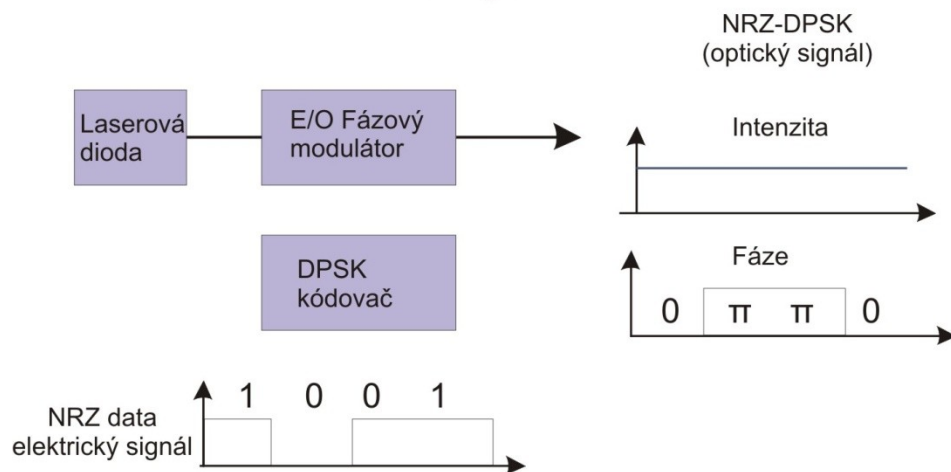 NRZ-DPSK
(optický signál)
Laserová
dioda
E/O Fázový
modulátor
Intenzita
DPSK
kódovač
Fáze
0 π π 0
1 0 0 1
NRZ data
elektrický signál